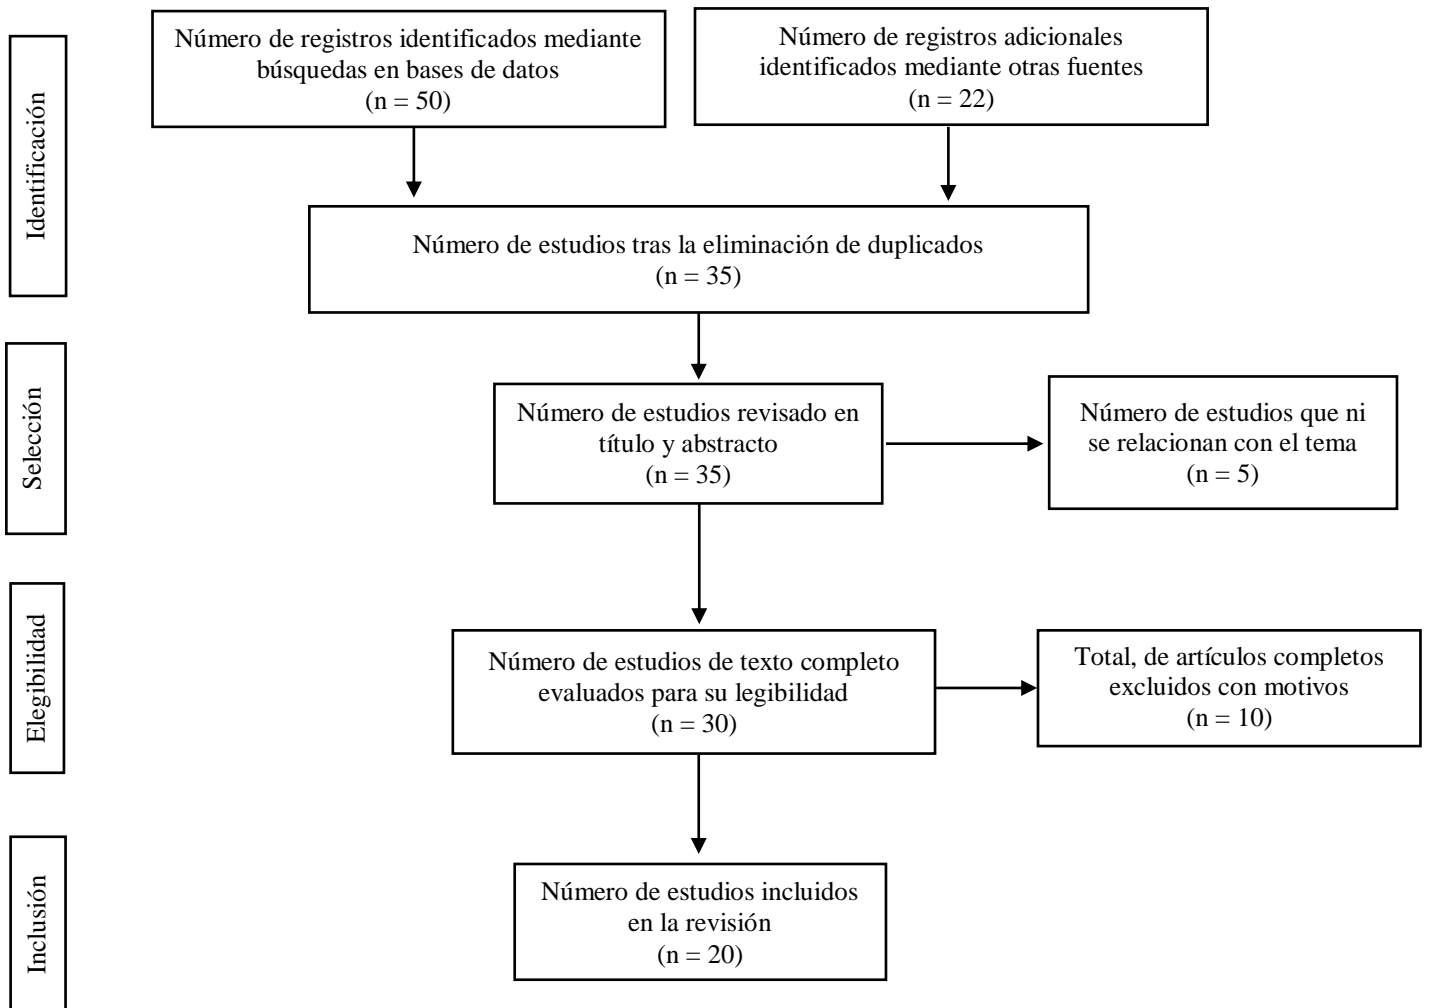 Identificación
Número de registros identificados mediante
búsquedas en bases de datos
(n = 50)
Número de registros adicionales
identificados mediante otras fuentes
(n = 22)
Número de estudios tras la eliminación de duplicados
(n = 35)
Selección
Número de estudios revisado en
título y abstracto
(n = 35)
Número de estudios que ni
se relacionan con el tema
(n = 5)
Elegibilidad
Número de estudios de texto completo
evaluados para su legibilidad
(n = 30)
Total, de artículos completos
excluidos con motivos
(n = 10)
Inclusión
Número de estudios incluidos
en la revisión
(n = 20)